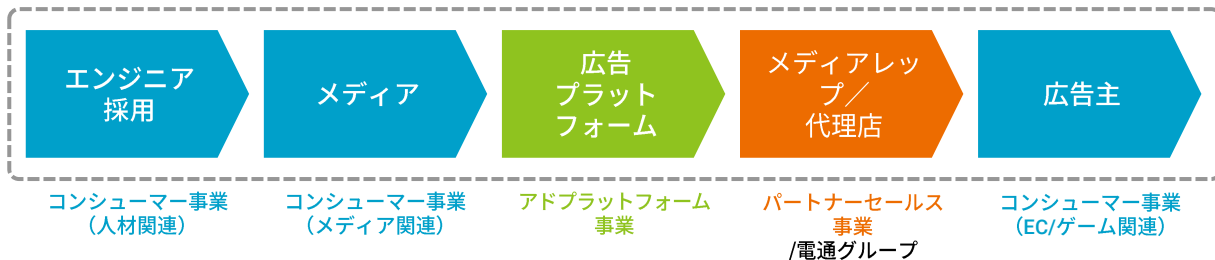 エンジニア
採用
メディア
広告
プラット
フォーム
メディアレッ
プ／
代理店
広告主
コンシューマー事業
（人材関連）
コンシューマー事業
（メディア関連）
アドプラットフォーム
事業
パートナーセールス
事業
/電通グループ
コンシューマー事業
（EC/ゲーム関連）